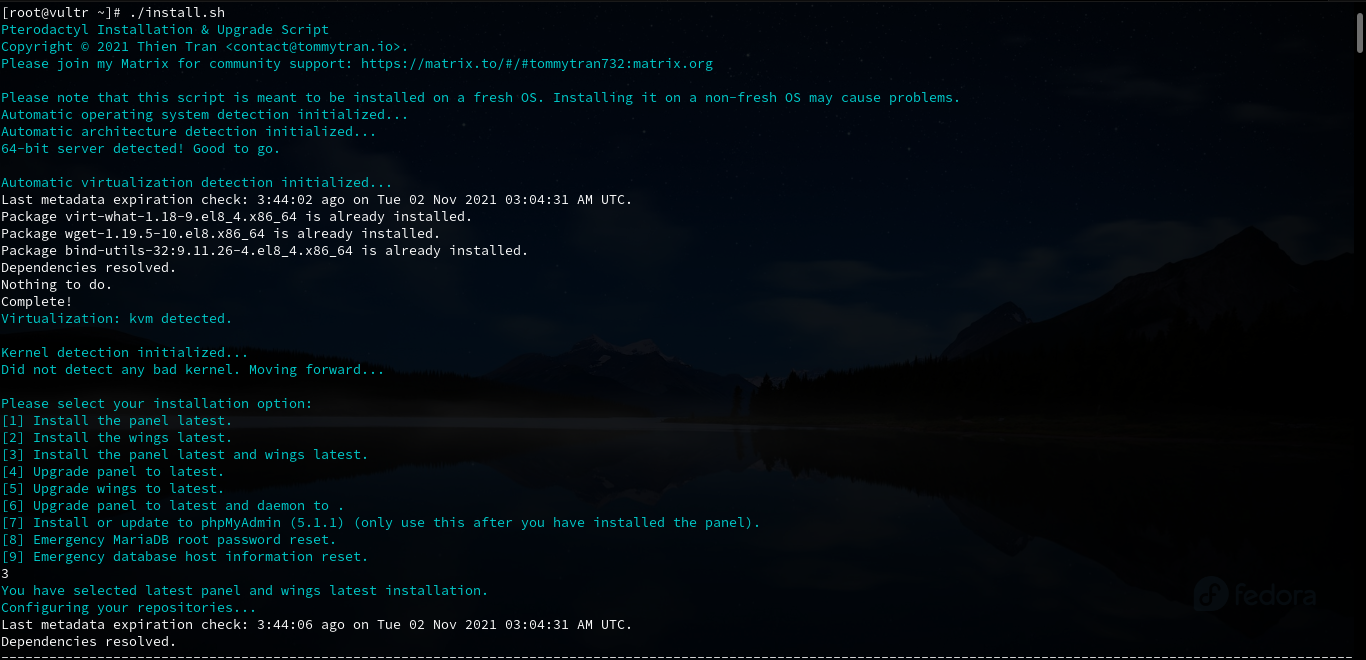 [root@vultr ~]# ./install.sh
Pterodactyl Installation & Upgrade Script
Copyright © 2021 Thien Tran <contact@tommytran.io>.
Please join my Matrix for community support: https://matrix.to/#/#tommytran732:matrix.org
Please note that this script is meant to be installed on a fresh OS. Installing it on a non-fresh OS may cause problems.
Automatic operating system detection initialized...
Automatic architecture detection initialized...
64-bit server detected! Good to go.
Automatic virtualization detection initialized...
Last metadata expiration check: 3:44:02 ago on Tue 02 Nov 2021 03:04:31 AM UTC.
Package virt-what-1.18-9.el8_4.x86_64 is already installed.
Package wget-1.19.5-10.el8.x86_64 is already installed.
Package bind-utils-32:9.11.26-4.el8_4.x86_64 is already installed.
Dependencies resolved.
Nothing to do.
Complete!
Virtualization: kvm detected.
Kernel detection initialized...
Did not detect any bad kernel. Moving forward...
Please select your installation option:
[1] Install the panel latest.
[2] Install the wings latest.
[3] Install the panel latest and wings latest.
[4] Upgrade panel to latest.
[5] Upgrade wings to latest.
[6] Upgrade panel to latest and daemon to .
[7] Install or update to phpMyAdmin (5.1.1) (only use this after you have installed the panel).
[8] Emergency MariaDB root password reset.
[9] Emergency database host information reset.
3
You have selected latest panel and wings latest installation.
Configuring your repositories...
Last metadata expiration check: 3:44:06 ago on Tue 02 Nov 2021 03:04:31 AM UTC.
Dependencies resolved.
fedora